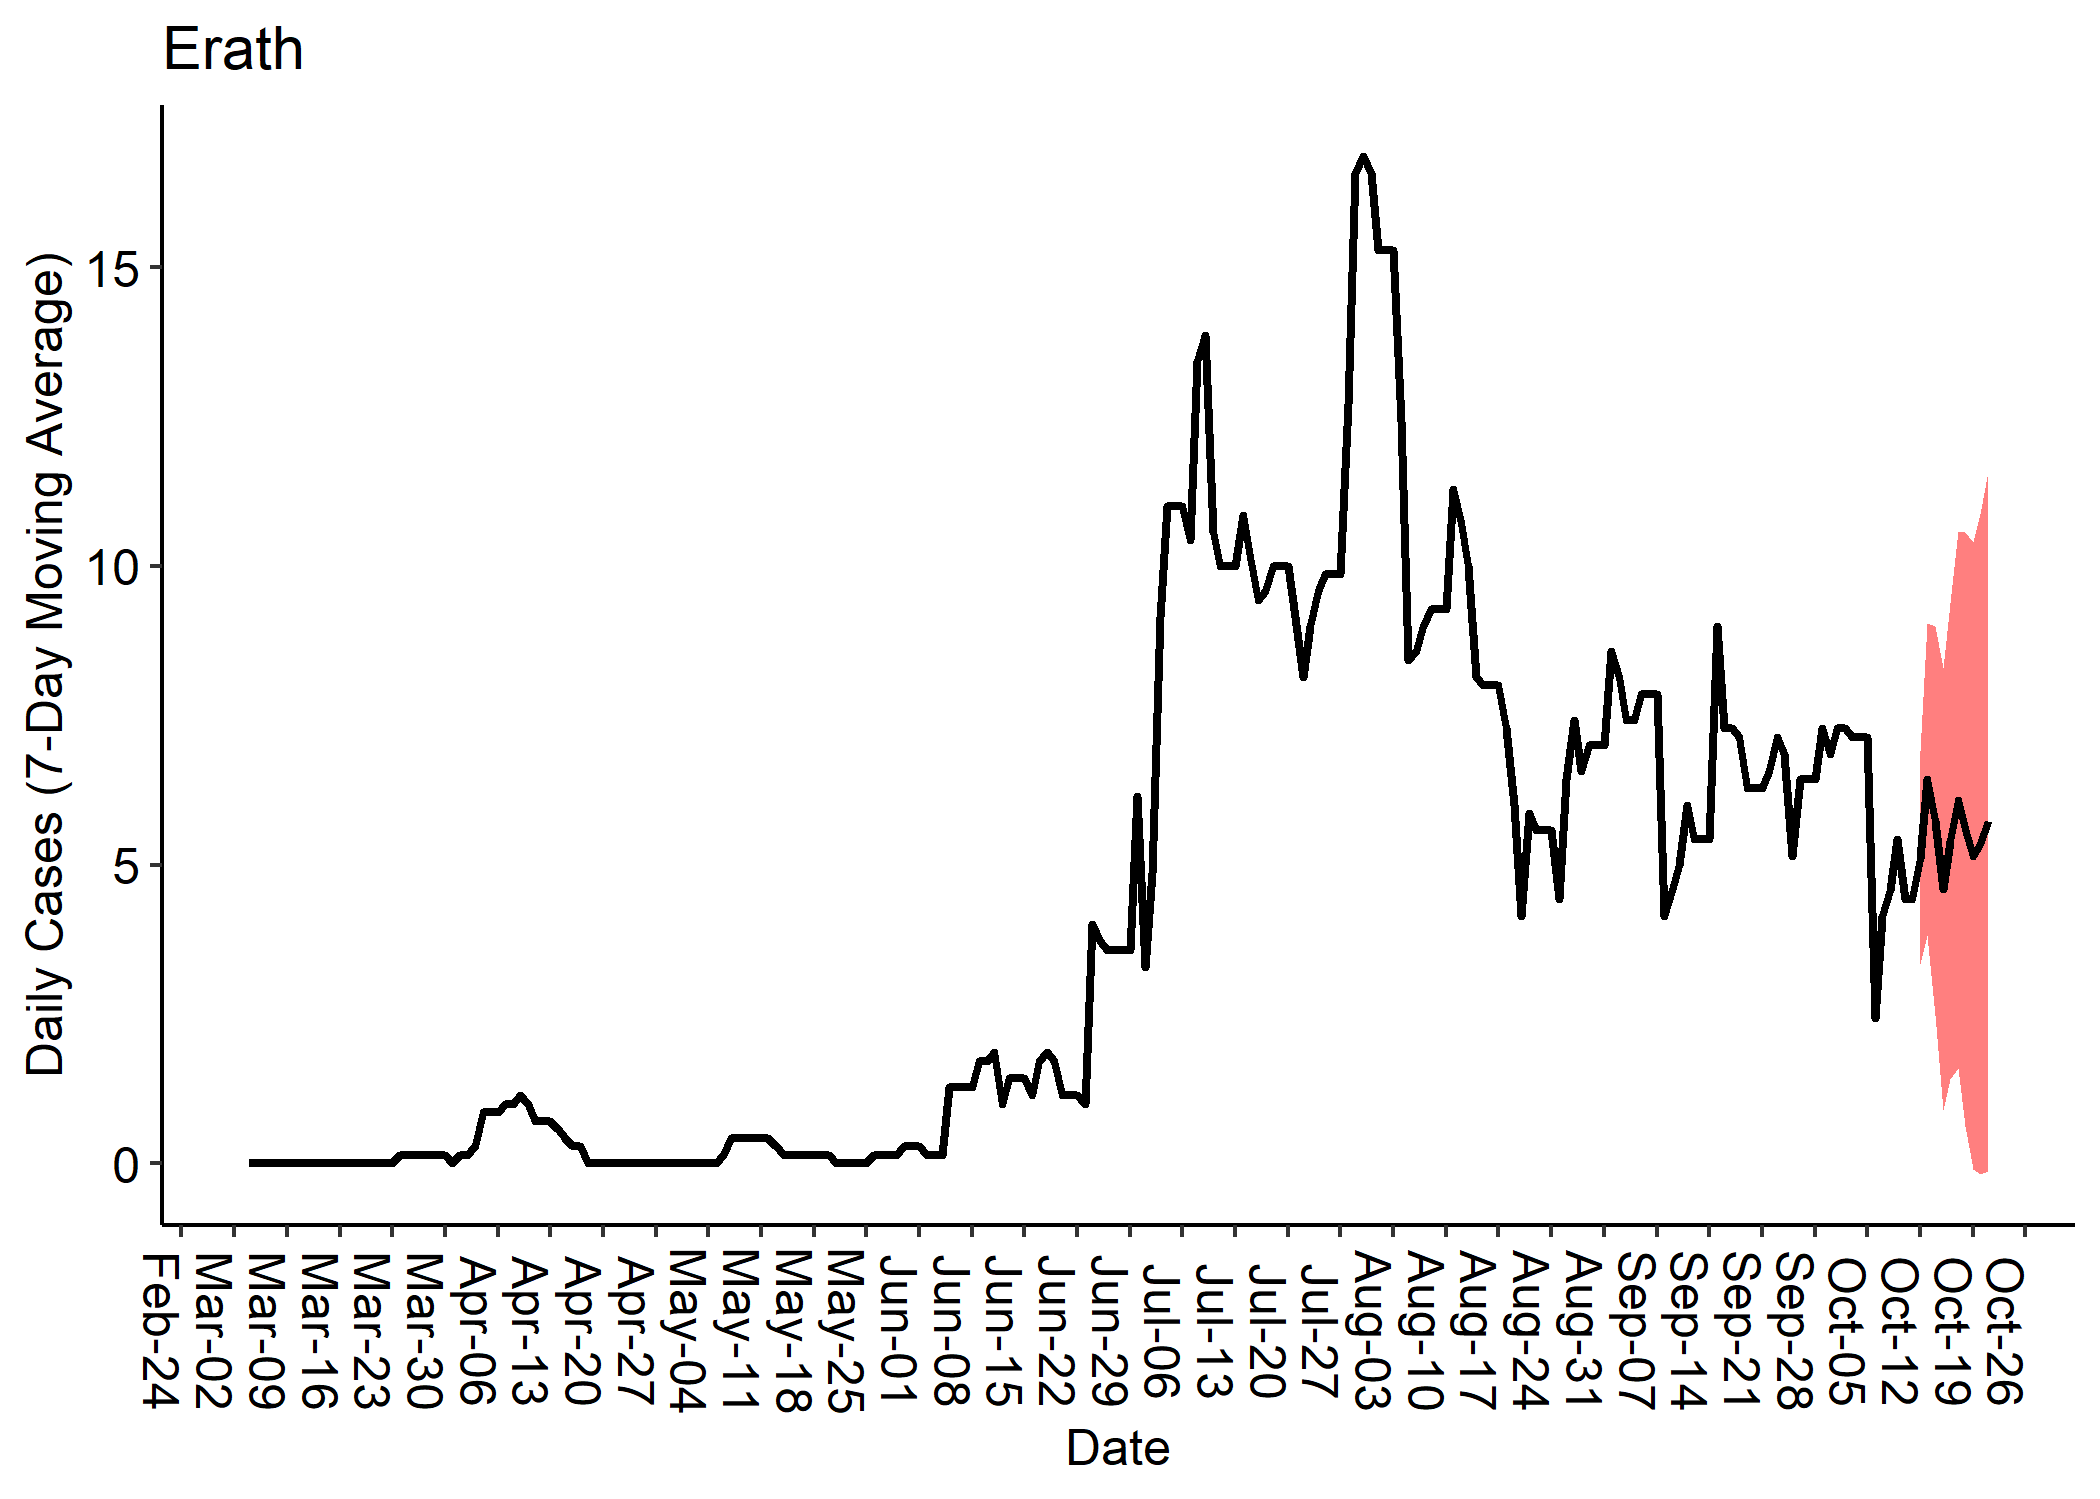 Erath
Daily Cases (7-Day Moving Average)
15
10
5
0
Feb-24
Mar-02
Mar-09
Mar-16
Mar-23
Mar-30
Apr-06
Apr-13
Apr-20
Apr-27
May-04
May-11
May-18
May-25
Jun-01
Jun-08
Jun-15
Jun-22
Jun-29
Jul-06
Jul-13
Jul-20
Jul-27
Aug-03
Aug-10
Aug-17
Aug-24
Aug-31
Sep-07
Sep-14
Sep-21
Sep-28
Oct-05
Oct-12
Oct-19
Oct-26
Date